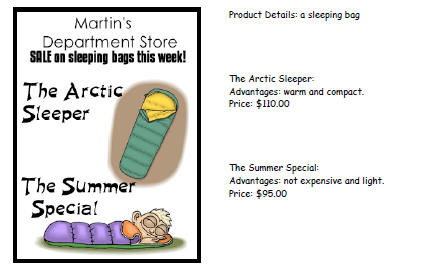 Martin's
Department Store
SALE on sleeping bags this week!
The Arctic
Sleeper
The Summer
Special
Product Details: a sleeping bag
The Arctic Sleeper:
Advantages: warm and compact.
Price: $110.00
The Summer Special:
Advantages: not expensive and light.
Price: $95.00